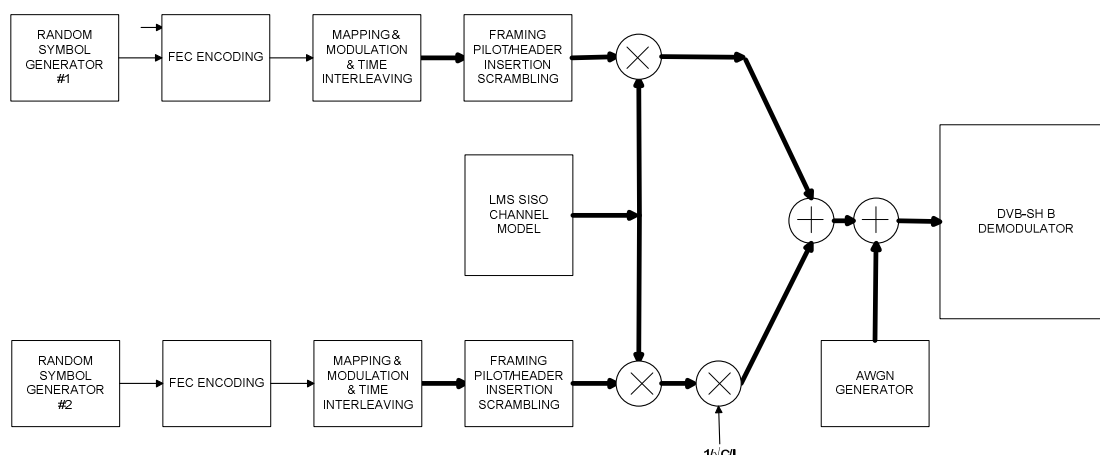 RANDOM
SYMBOL
GENERATOR
#1
FEC ENCODING
MAPPING &
MODULATION
& TIME
INTERLEAVING
FRAMING
PILOT/HEADER
INSERTION
SCRAMBLING
LMS SISO
CHANNEL
MODEL
DVB-SH B
DEMODULATOR
RANDOM
SYMBOL
GENERATOR
#2
FEC ENCODING
MAPPING &
MODULATION
& TIME
INTERLEAVING
FRAMING
PILOT/HEADER
INSERTION
SCRAMBLING
AWGN
GENERATOR